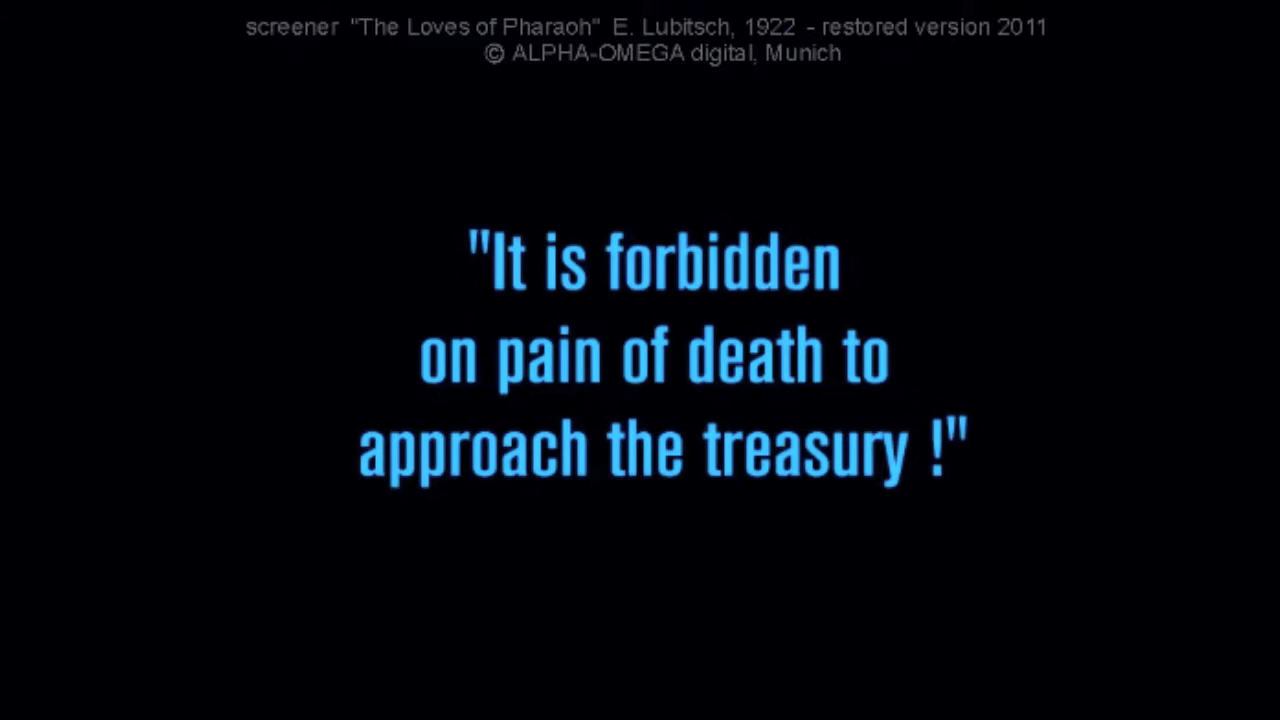 screener "The Loves of Pharaoh" E. Lubitsch, 1922 - restored version 2011
© ALPHA-OMEGA digital, Munich
"It is forbidden
on pain of death to
approach the treasury !"